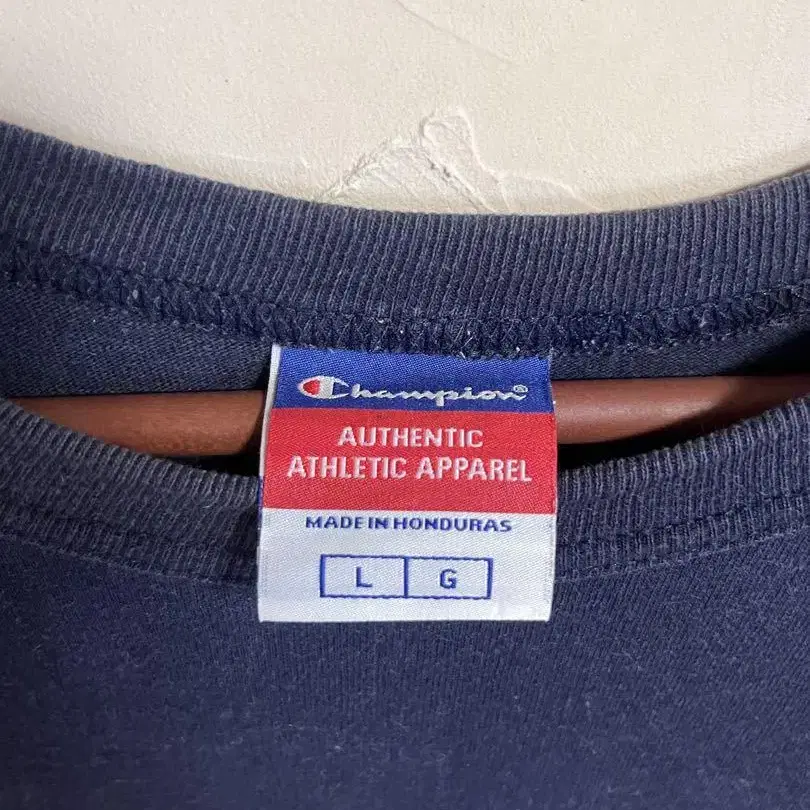 Champion®
AUTHENTIC
ATHLETIC APPAREL
MADE IN HONDURAS
L G